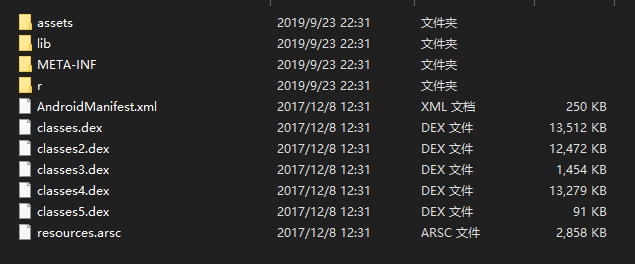 assets 2019/9/23 22:31 文件夹
lib 2019/9/23 22:31 文件夹
META-INF 2019/9/23 22:31 文件夹
r 2019/9/23 22:31 文件夹
AndroidManifest.xml 2017/12/8 12:31 XML 文档 250 KB
classes.dex 2017/12/8 12:31 DEX 文件 13,512 KB
classes2.dex 2017/12/8 12:31 DEX 文件 12,472 KB
classes3.dex 2017/12/8 12:31 DEX 文件 1,454 KB
classes4.dex 2017/12/8 12:31 DEX 文件 13,279 KB
classes5.dex 2017/12/8 12:31 DEX 文件 91 KB
resources.arsc 2017/12/8 12:31 ARSC 文件 2,858 KB